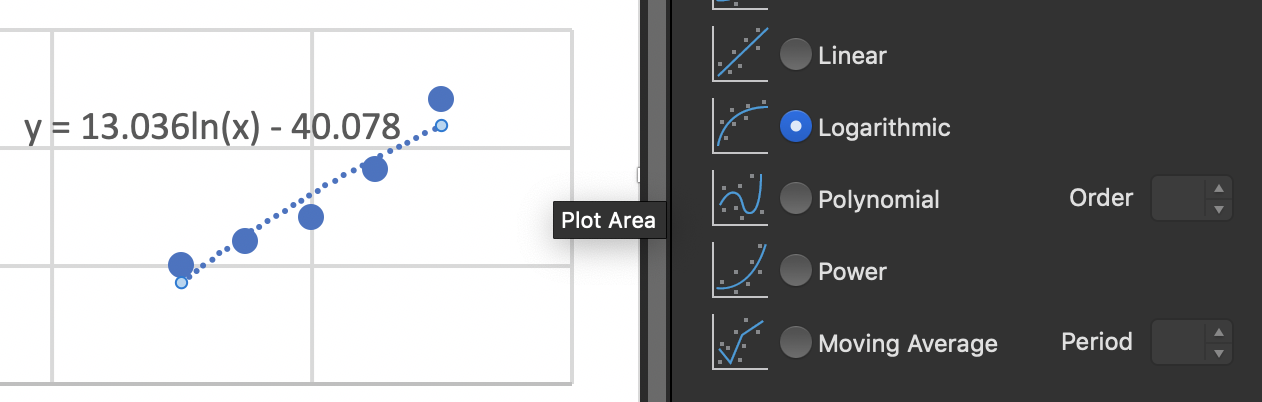 Linear
y = 13.036ln(x) - 40.078
Logarithmic
Polynomial
Order
Plot Area
Power
Moving Average
Period